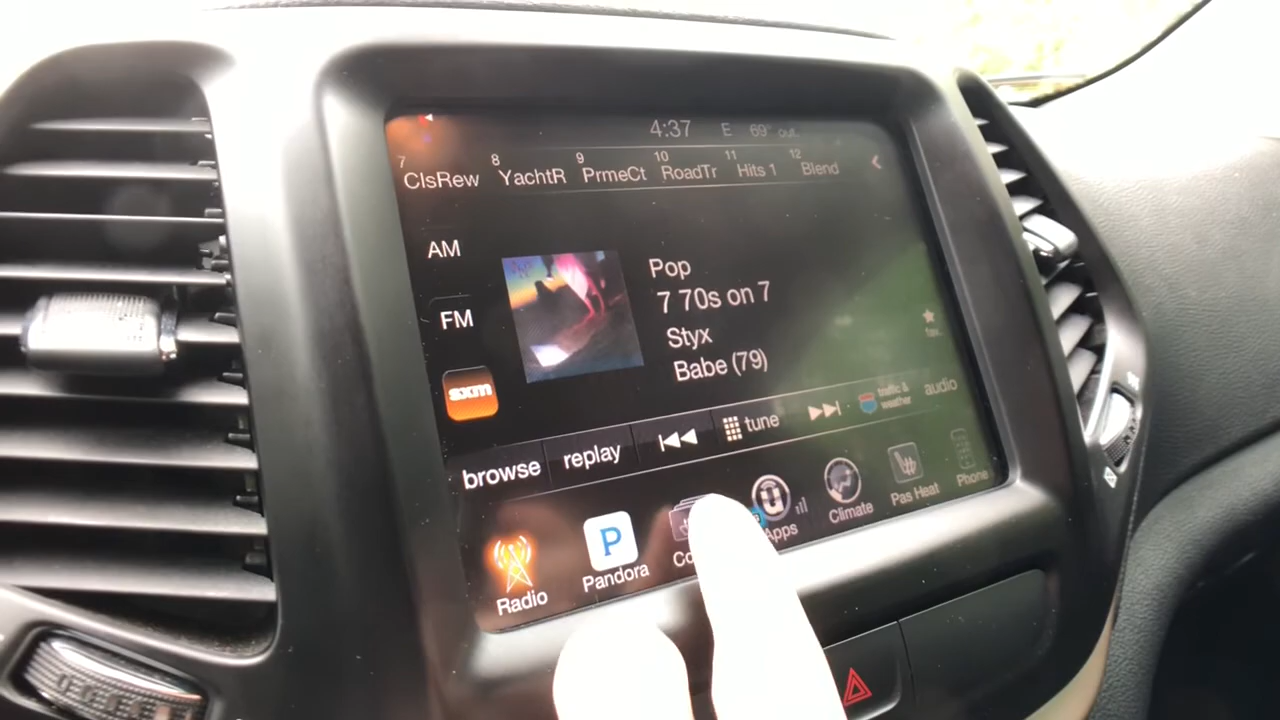 4:37 E 69° out.
7 ClsRew 8 YachtR 9 PrmeCt 10 RoadTr 11 Hits 1 12 Blend
AM
FM
sxm
Pop
7 70s on 7
Styx
Babe (79)
fav.
browse replay tune traffic & weather audio
Radio P Pandora Co Apps Climate Pas Heat Phone